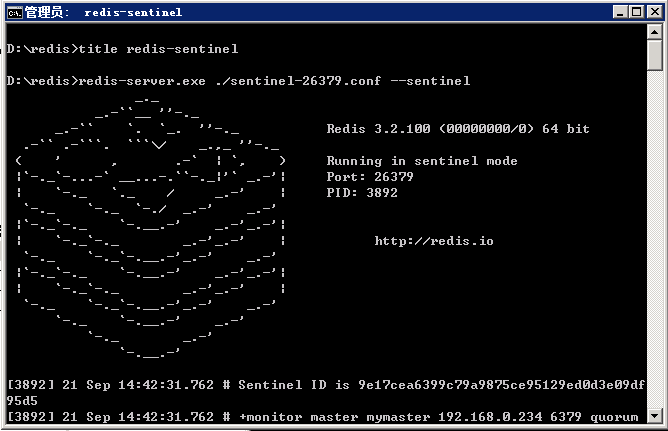 管理员: redis-sentinel
D:\redis>title redis-sentinel
D:\redis>redis-server.exe ./sentinel-26379.conf --sentinel
Redis 3.2.100 (00000000/0) 64 bit
Running in sentinel mode
Port: 26379
PID: 3892
http://redis.io
[3892] 21 Sep 14:42:31.762 # Sentinel ID is 9e17cea6399c79a9875ce95129ed0d3e09df
95d5
[3892] 21 Sep 14:42:31.762 # +monitor master mymaster 192.168.0.234 6379 quorum